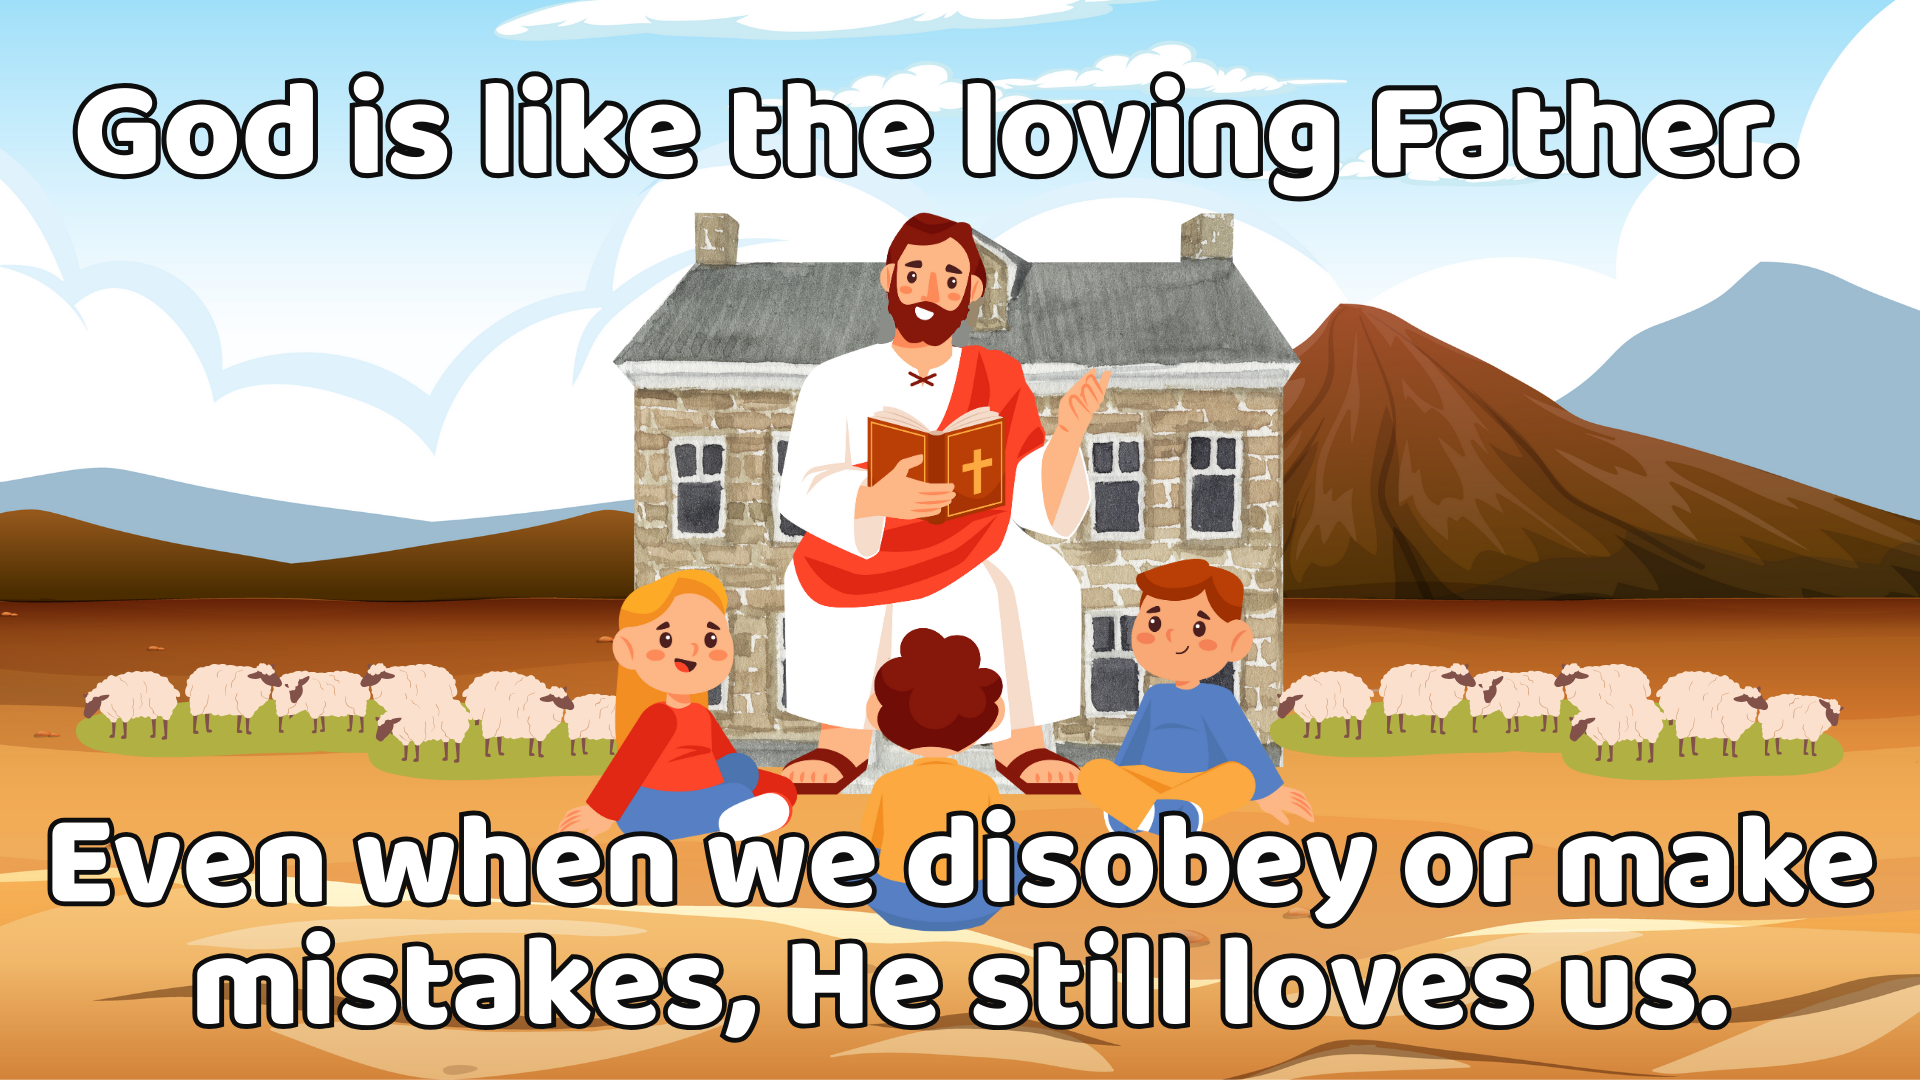 God is like the loving Father.
Even when we disobey or make
mistakes, He still loves us.